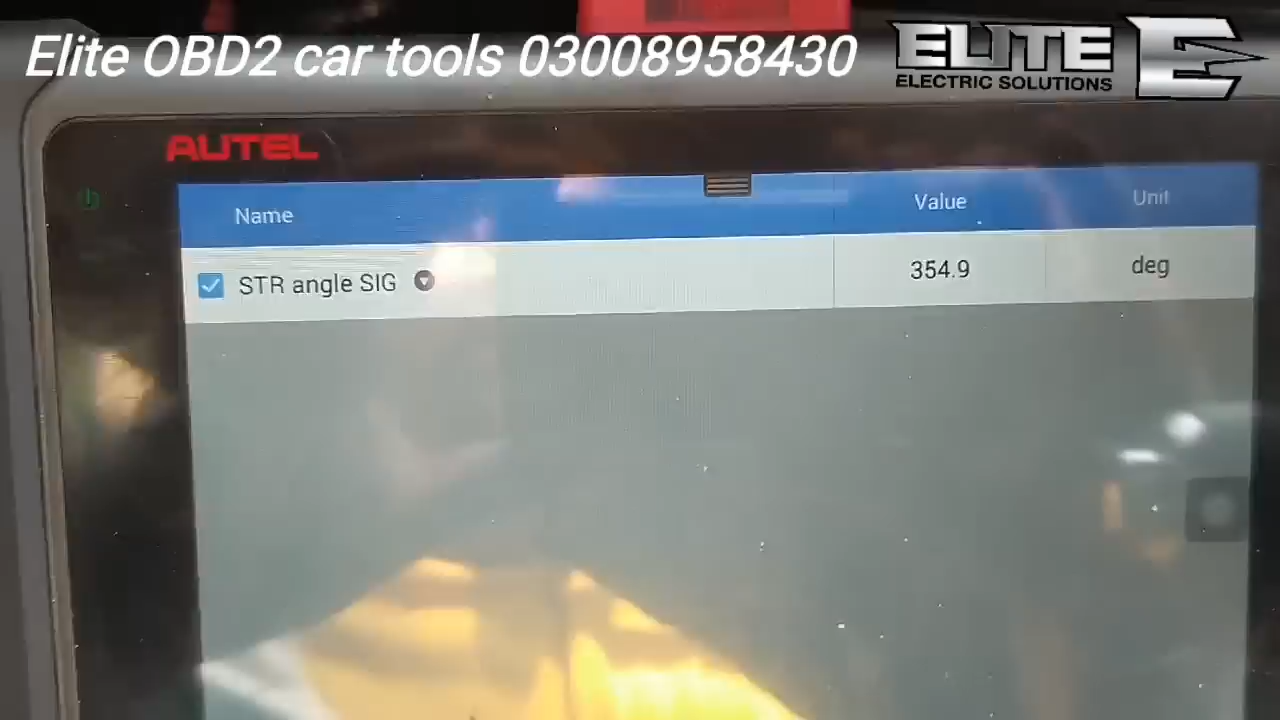 Elite OBD2 car tools 03008958430
ELITE E
ELECTRIC SOLUTIONS
AUTEL
Name Value Unit
STR angle SIG 354.9 deg